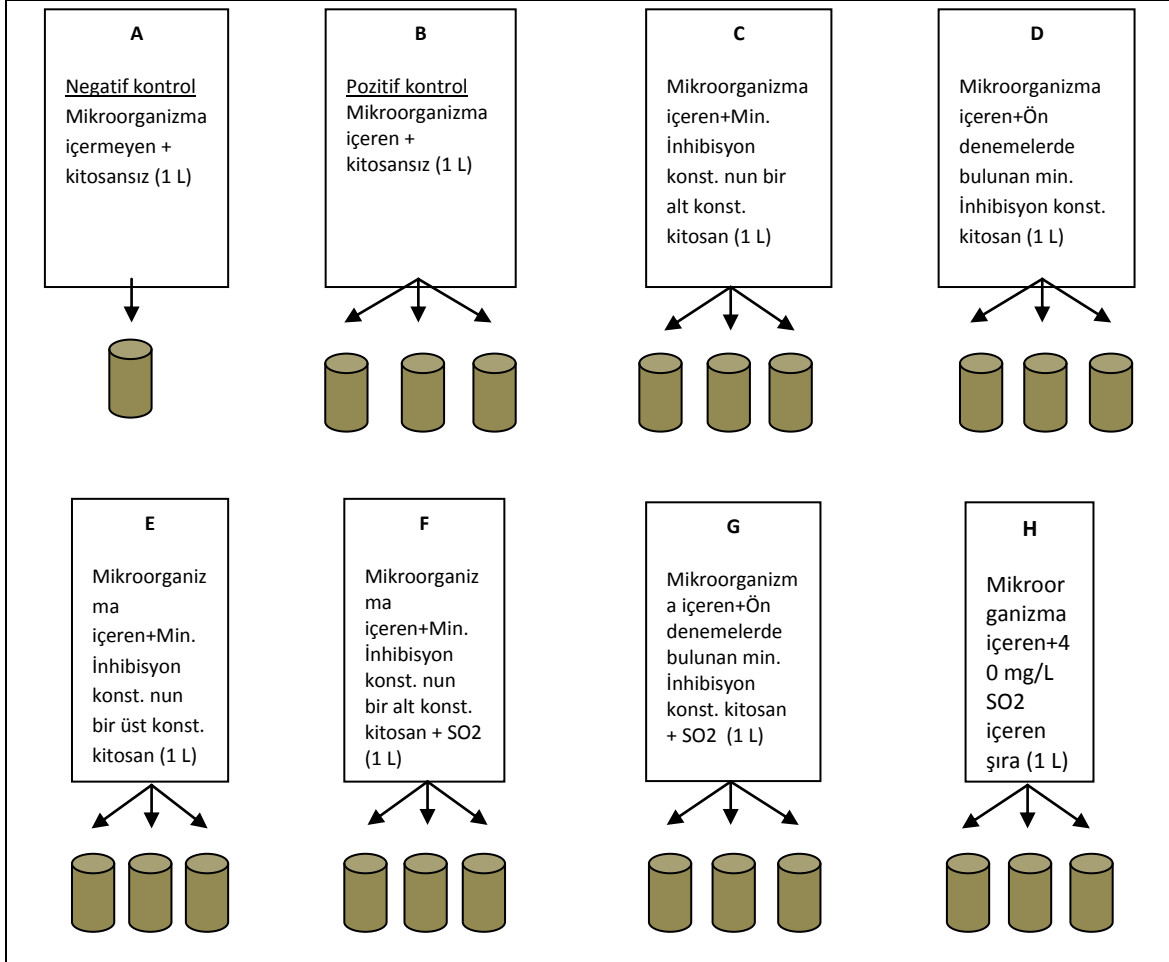 A
Negatif kontrol
Mikroorganizma
içermeyen +
kitosansız (1 L)
B
Pozitif kontrol
Mikroorganizma
içeren +
kitosansız (1 L)
C
Mikroorganizma
içeren+Min.
İnhibisyon
konst. nun bir
alt konst.
kitosan (1 L)
D
Mikroorganizma
içeren+Ön
denemelerde
bulunan min.
İnhibisyon konst.
kitosan (1 L)
E
Mikroorganiz
ma
içeren+Min.
İnhibisyon
konst. nun
bir üst konst.
kitosan (1 L)
F
Mikroorganiz
ma
içeren+Min.
İnhibisyon
konst. nun
bir alt konst.
kitosan + SO2
(1 L)
G
Mikroorganizm
a içeren+Ön
denemelerde
bulunan min.
İnhibisyon
konst. kitosan
+ SO2 (1 L)
H
Mikroor
ganizma
içeren+4
0 mg/L
SO2
içeren
şıra (1 L)